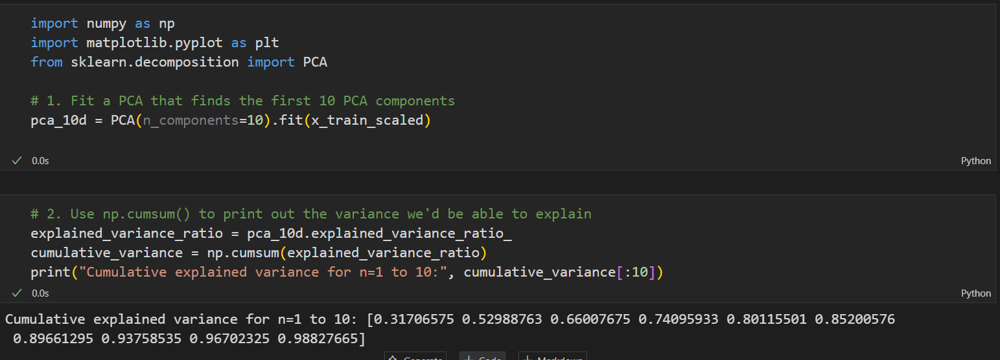 import numpy as np
import matplotlib.pyplot as plt
from sklearn.decomposition import PCA
# 1. Fit a PCA that finds the first 10 PCA components
pca_10d = PCA(n_components=10).fit(x_train_scaled)
0.0s
Python
# 2. Use np.cumsum() to print out the variance we'd be able to explain
explained_variance_ratio = pca_10d.explained_variance_ratio_
cumulative_variance = np.cumsum(explained_variance_ratio)
print("Cumulative explained variance for n=1 to 10:", cumulative_variance[:10])
0.0s
Python
Cumulative explained variance for n=1 to 10: [0.31706575 0.52988763 0.66007675 0.74095933 0.80115501 0.85200576
0.89661295 0.93758535 0.96702325 0.98827665]
Generate + Code + Markdown